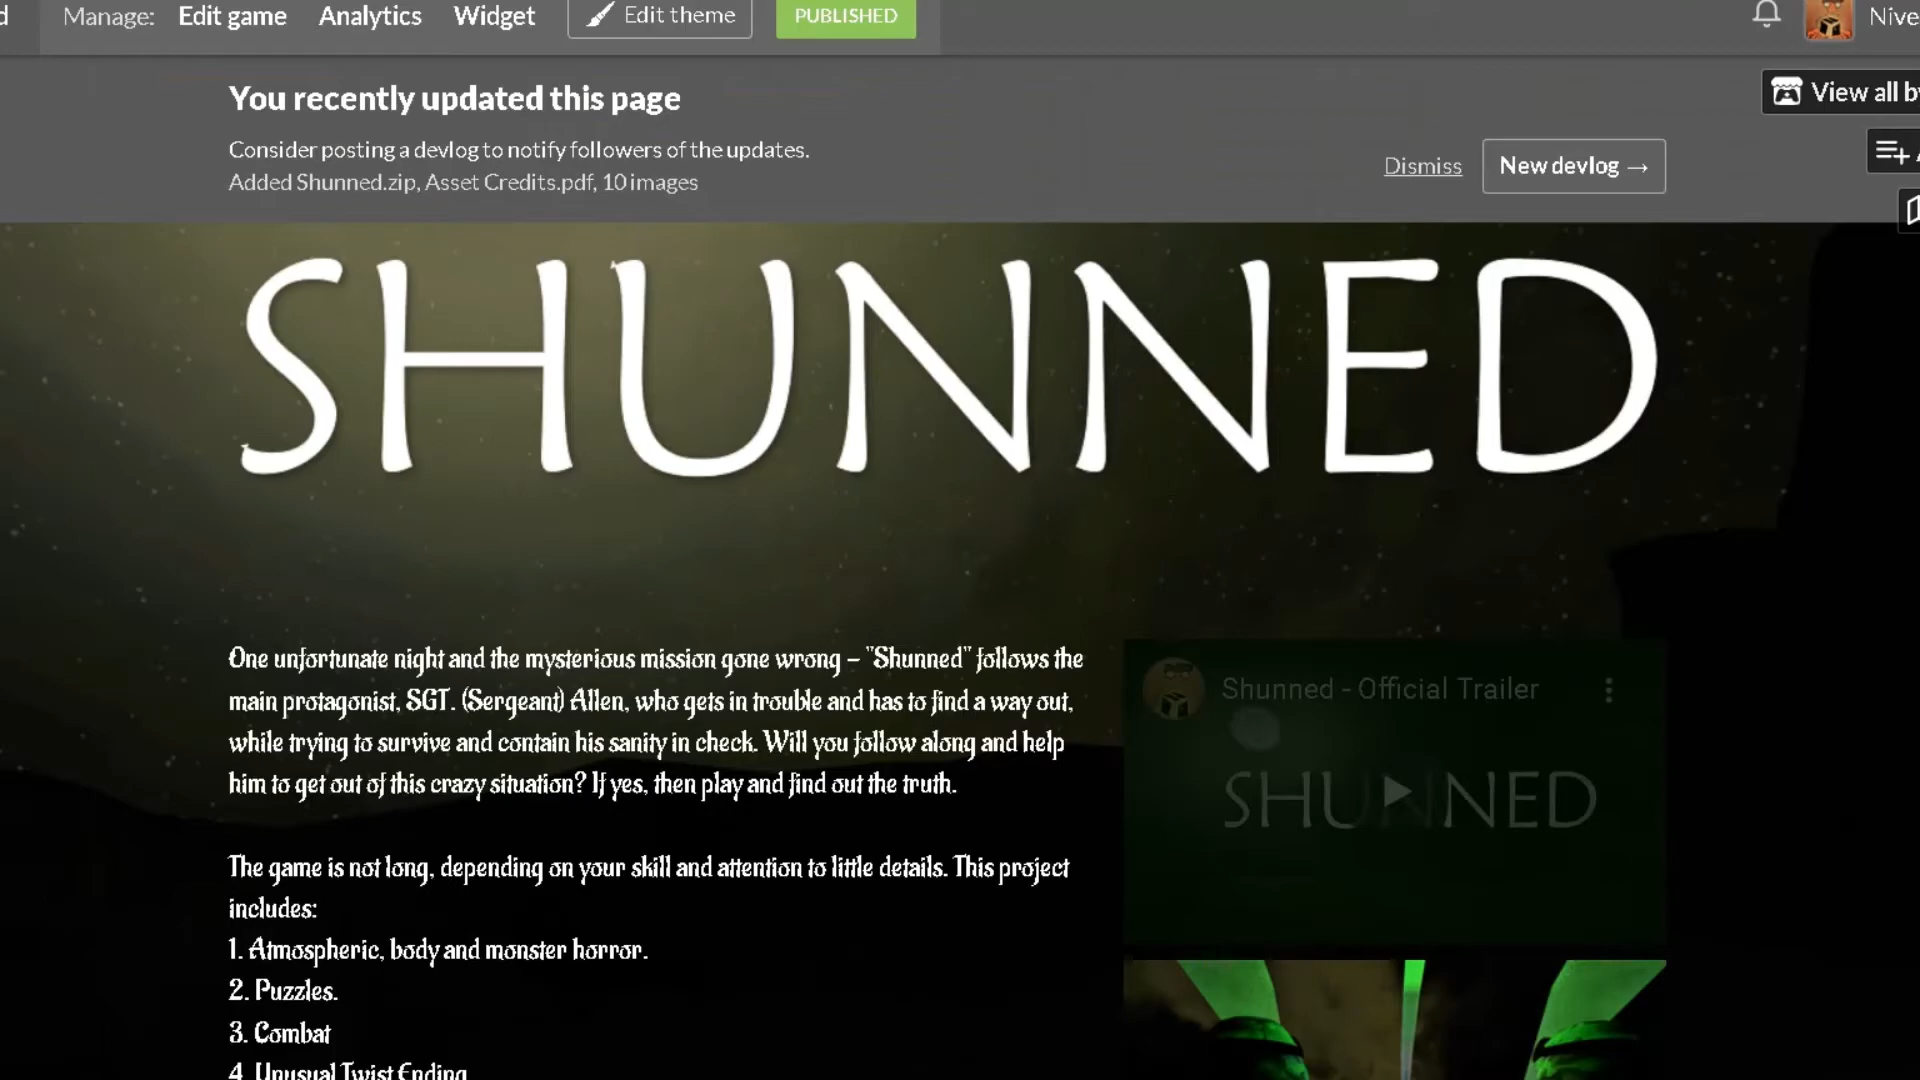 Manage: Edit game Analytics Widget Edit theme PUBLISHED Nive
You recently updated this page
View all by
Consider posting a devlog to notify followers of the updates.
Dismiss New devlog →
Added Shunned.zip, Asset Credits.pdf, 10 images
SHUNNED
One unfortunate night and the mysterious mission gone wrong – "Shunned" follows the
main protagonist, SGT. (Sergeant) Allen, who gets in trouble and has to find a way out,
while trying to survive and contain his sanity in check. Will you follow along and help
him to get out of this crazy situation? If yes, then play and find out the truth.
The game is not long, depending on your skill and attention to little details. This project
includes:
1. Atmospheric, body and monster horror.
2. Puzzles.
3. Combat
4. Unusual Twist Ending
Shunned - Official Trailer
SHUNNED